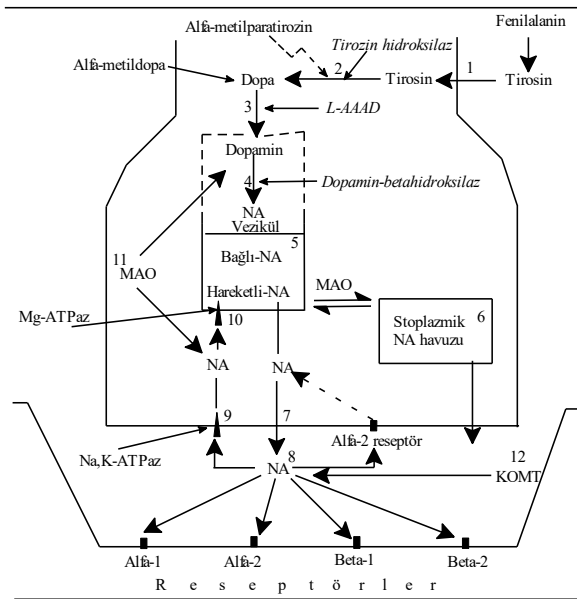 Fenilalanin
Alfa-metilparatirozin
Tirozin hidroksilaz
Alfa-metildopa
2
1
Dopa
Tirosin
Tirosin
3
L-AAAD
Dopamin
4
Dopamin-betahidroksilaz
NA
Vezikül
5
Bağlı-NA
11
MAO
Hareketli-NA
MAO
Mg-ATPaz
10
6
Stoplazmik
NA havuzu
NA
NA
9
7
Alfa-2 reseptör
Na,K-ATPaz
8
NA
12
KOMT
Alfa-1
Alfa-2
Beta-1
Beta-2
R e s e p t ö r l e r